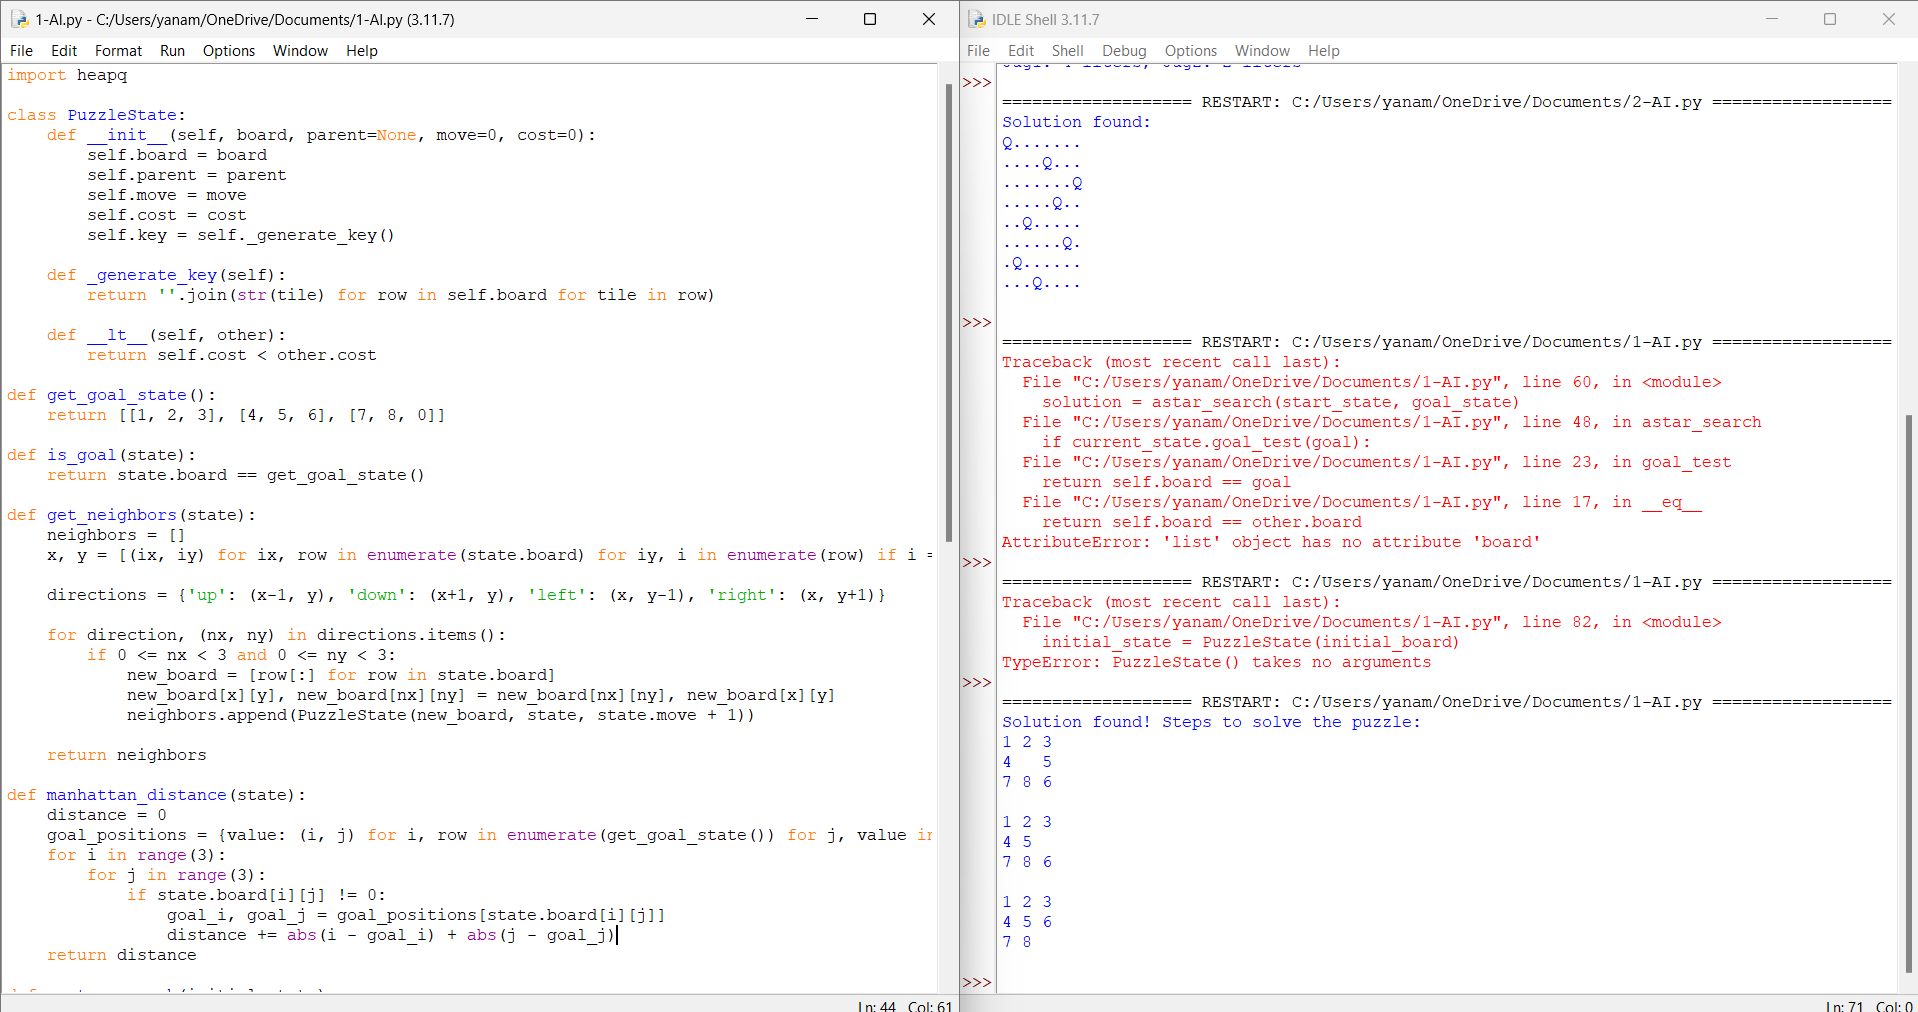 1-AI.py - C:/Users/yanam/OneDrive/Documents/1-AI.py (3.11.7)
File Edit Format Run Options Window Help
import heapq
class PuzzleState:
    def __init__(self, board, parent=None, move=0, cost=0):
        self.board = board
        self.parent = parent
        self.move = move
        self.cost = cost
        self.key = self._generate_key()
    def _generate_key(self):
        return ''.join(str(tile) for row in self.board for tile in row)
    def __lt__(self, other):
        return self.cost < other.cost
def get_goal_state():
    return [[1, 2, 3], [4, 5, 6], [7, 8, 0]]
def is_goal(state):
    return state.board == get_goal_state()
def get_neighbors(state):
    neighbors = []
    x, y = [(ix, iy) for ix, row in enumerate(state.board) for iy, i in enumerate(row) if i =
    directions = {'up': (x-1, y), 'down': (x+1, y), 'left': (x, y-1), 'right': (x, y+1)}
    for direction, (nx, ny) in directions.items():
        if 0 <= nx < 3 and 0 <= ny < 3:
            new_board = [row[:] for row in state.board]
            new_board[x][y], new_board[nx][ny] = new_board[nx][ny], new_board[x][y]
            neighbors.append(PuzzleState(new_board, state, state.move + 1))
    return neighbors
def manhattan_distance(state):
    distance = 0
    goal_positions = {value: (i, j) for i, row in enumerate(get_goal_state()) for j, value in
    for i in range(3):
        for j in range(3):
            if state.board[i][j] != 0:
                goal_i, goal_j = goal_positions[state.board[i][j]]
                distance += abs(i - goal_i) + abs(j - goal_j)
    return distance
Ln: 44 Col: 61
IDLE Shell 3.11.7
File Edit Shell Debug Options Window Help
>>>
=================== RESTART: C:/Users/yanam/OneDrive/Documents/2-AI.py ==================
Solution found:
Q.......
....Q...
.......Q
.....Q..
..Q.....
......Q.
.Q......
...Q....
>>>
=================== RESTART: C:/Users/yanam/OneDrive/Documents/1-AI.py ==================
Traceback (most recent call last):
  File "C:/Users/yanam/OneDrive/Documents/1-AI.py", line 60, in <module>
    solution = astar_search(start_state, goal_state)
  File "C:/Users/yanam/OneDrive/Documents/1-AI.py", line 48, in astar_search
    if current_state.goal_test(goal):
  File "C:/Users/yanam/OneDrive/Documents/1-AI.py", line 23, in goal_test
    return self.board == goal
  File "C:/Users/yanam/OneDrive/Documents/1-AI.py", line 17, in __eq__
    return self.board == other.board
AttributeError: 'list' object has no attribute 'board'
>>>
=================== RESTART: C:/Users/yanam/OneDrive/Documents/1-AI.py ==================
Traceback (most recent call last):
  File "C:/Users/yanam/OneDrive/Documents/1-AI.py", line 82, in <module>
    initial_state = PuzzleState(initial_board)
TypeError: PuzzleState() takes no arguments
>>>
=================== RESTART: C:/Users/yanam/OneDrive/Documents/1-AI.py ==================
Solution found! Steps to solve the puzzle:
1 2 3
4   5
7 8 6
1 2 3
4 5
7 8 6
1 2 3
4 5 6
7 8
>>>
Ln: 71 Col: 0